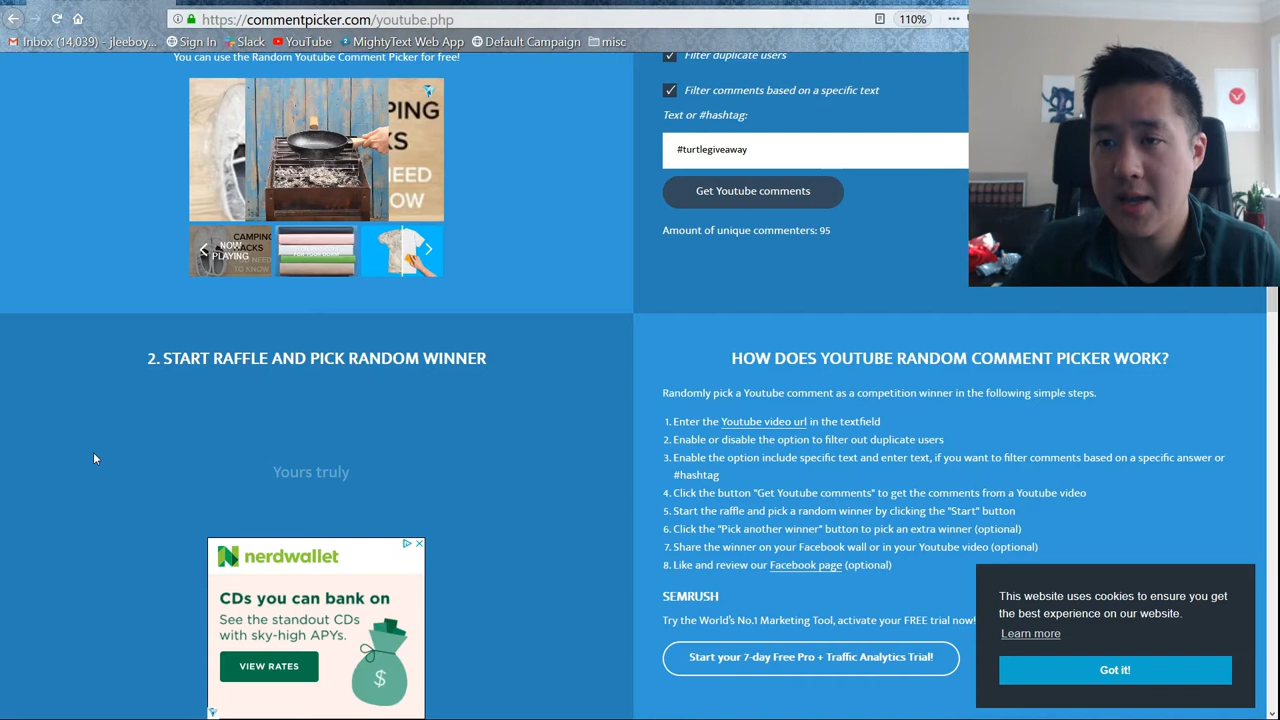 https://commentpicker.com/youtube.php
110%
Inbox (14,039) - jleeboy...
Sign In
Slack
YouTube
MightyText Web App
Default Campaign
misc
You can use the Random Youtube Comment Picker for free!
NOW PLAYING
Filter duplicate users
Filter comments based on a specific text
Text or #hashtag:
#turtlegiveaway
Get Youtube comments
Amount of unique commenters: 95
2. START RAFFLE AND PICK RANDOM WINNER
Yours truly
nerdwallet
CDs you can bank on
See the standout CDs
with sky-high APYs.
VIEW RATES
$
HOW DOES YOUTUBE RANDOM COMMENT PICKER WORK?
Randomly pick a Youtube comment as a competition winner in the following simple steps.
1. Enter the Youtube video url in the textfield
2. Enable or disable the option to filter out duplicate users
3. Enable the option include specific text and enter text, if you want to filter comments based on a specific answer or
#hashtag
4. Click the button "Get Youtube comments" to get the comments from a Youtube video
5. Start the raffle and pick a random winner by clicking the "Start" button
6. Click the "Pick another winner" button to pick an extra winner (optional)
7. Share the winner on your Facebook wall or in your Youtube video (optional)
8. Like and review our Facebook page (optional)
SEMRUSH
Try the World's No.1 Marketing Tool, activate your FREE trial now!
Start your 7-day Free Pro + Traffic Analytics Trial!
This website uses cookies to ensure you get
the best experience on our website.
Learn more
Got it!